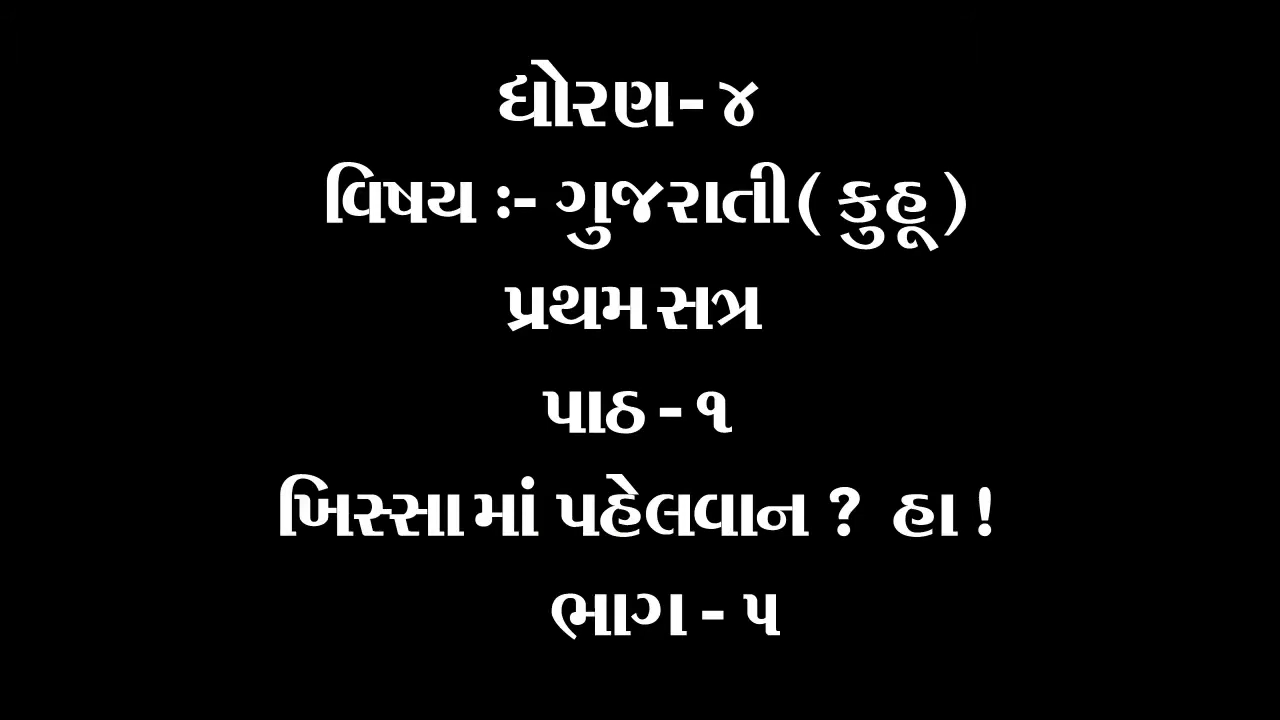 ધોરણ- ૪
વિષય ઃ- ગુજરાતી( કુહૂ )
પ્રથમ સત્ર
પાઠ - ૧
ખિસ્સામાં પહેલવાન ? હા !
ભાગ - ૫